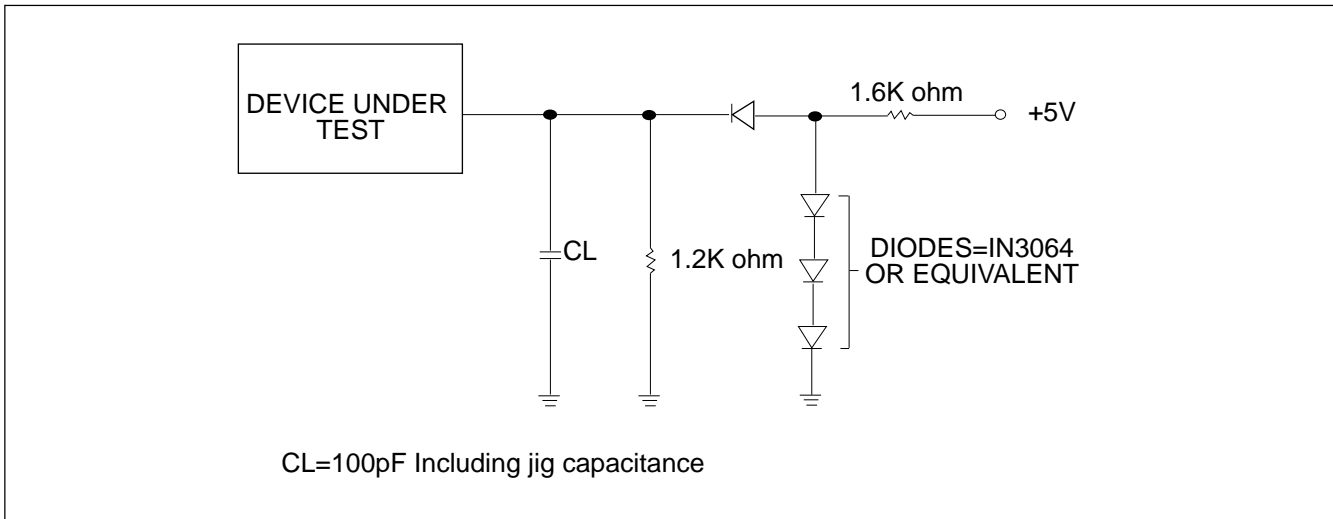 DEVICE UNDER
TEST
1.6K ohm
+5V
CL
1.2K ohm
DIODES=IN3064
OR EQUIVALENT
CL=100pF Including jig capacitance